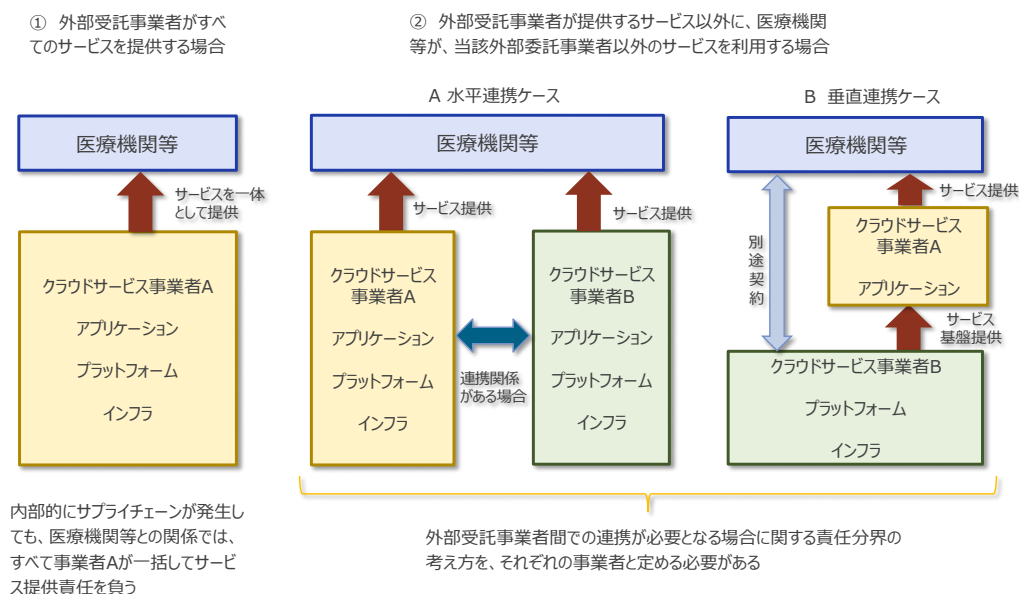 ① 外部受託事業者がすべ
てのサービスを提供する場合
② 外部受託事業者が提供するサービス以外に、医療機関
等が、当該外部委託事業者以外のサービスを利用する場合
A 水平連携ケース
B 垂直連携ケース
医療機関等
サービスを一体
として提供
クラウドサービス事業者A
アプリケーション
プラットフォーム
インフラ
内部的にサプライチェーンが発生し
ても、医療機関等との関係では、
すべて事業者Aが一括してサービ
ス提供責任を負う
医療機関等
サービス提供
サービス提供
クラウドサービス
事業者A
アプリケーション
プラットフォーム
インフラ
連携関係
がある場合
クラウドサービス
事業者B
アプリケーション
プラットフォーム
インフラ
医療機関等
別途契約
サービス提供
クラウドサービス
事業者A
アプリケーション
サービス
基盤提供
クラウドサービス事業者B
プラットフォーム
インフラ
外部受託事業者間での連携が必要となる場合に関する責任分界の
考え方を、それぞれの事業者と定める必要がある